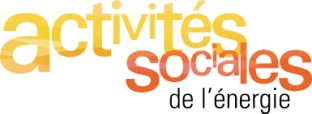 activités
sociales
de l'énergie